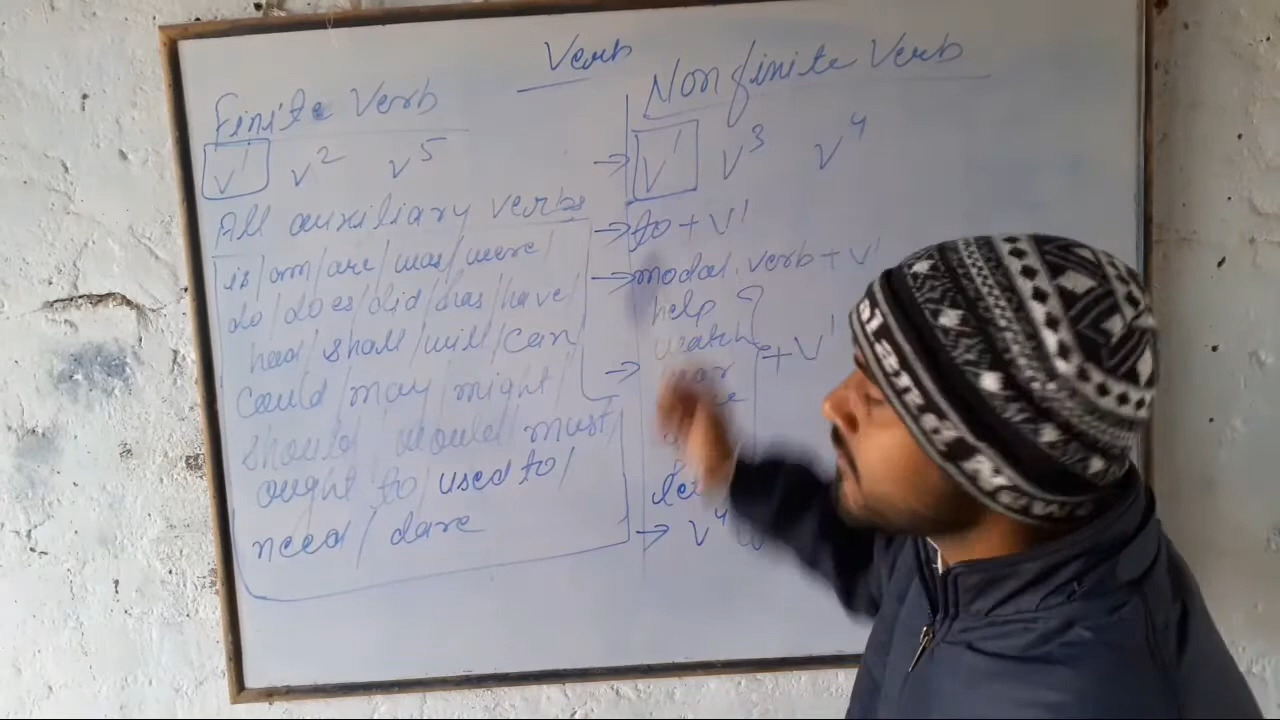 Verb
Finite Verb
v¹ v² v⁵
All auxiliary verbs
is/am/are/was/were/
do/does/did/has/have/
had/shall/will/can/
could/may/might/
should/would/must/
ought to/used to/
need/dare
Nonfinite Verb
→ v¹ v³ v⁴
→ to + v¹
→ modal verb + v¹
help
watch
→ + v¹
let
→ v⁴